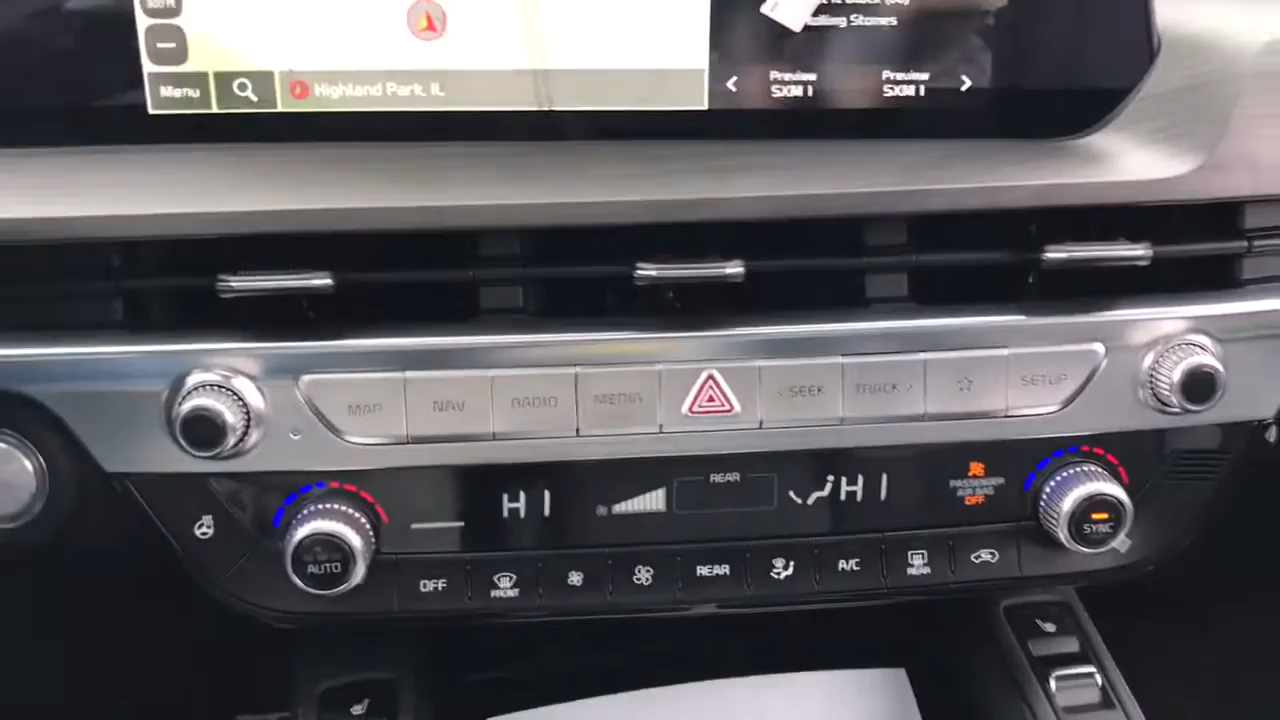 Menu
Highland Park, IL
Preview
SXM 1
Preview
SXM 1
MAP
NAV
RADIO
MEDIA
< SEEK
TRACK >
SETUP
HI
REAR
HI
PASSENGER
AIR BAG
OFF
AUTO
SYNC
OFF
FRONT
REAR
A/C
REAR